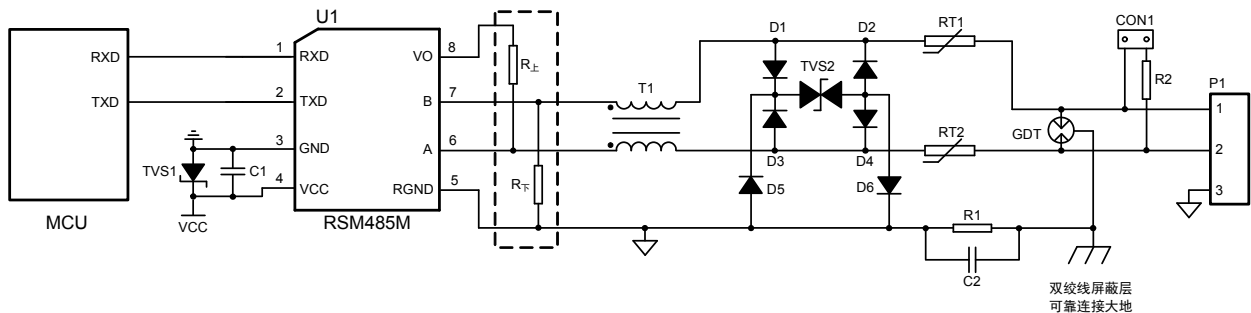 U1
RXD
TXD
MCU
1
2
3
4
RXD
TXD
GND
VCC
VO
B
A
RGND
8
7
6
5
RSM485M
TVS1
C1
VCC
R上
R下
T1
D1
D2
TVS2
D3
D4
D5
D6
RT1
RT2
CON1
R2
GDT
P1
1
2
3
R1
C2
双绞线屏蔽层
可靠连接大地